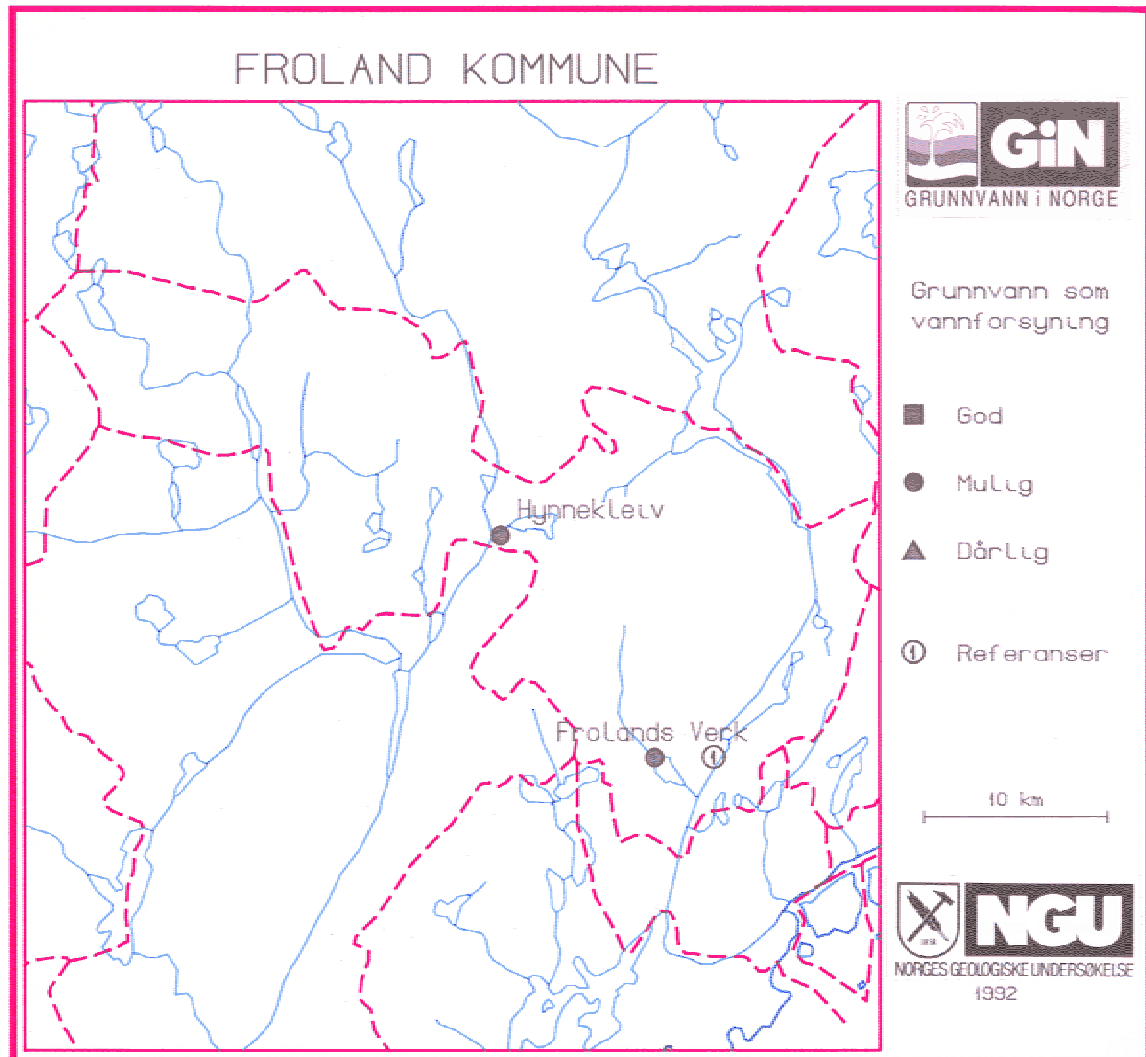 FROLAND KOMMUNE
GiN
GRUNNVANN i NORGE
Grunnvann som
vannforsyning
God
Mulig
Dårlig
1 Referanser
Hynnekleiv
Frolands Verk
1
10 km
NGU
NORGES GEOLOGISKE UNDERSØKELSE
1992